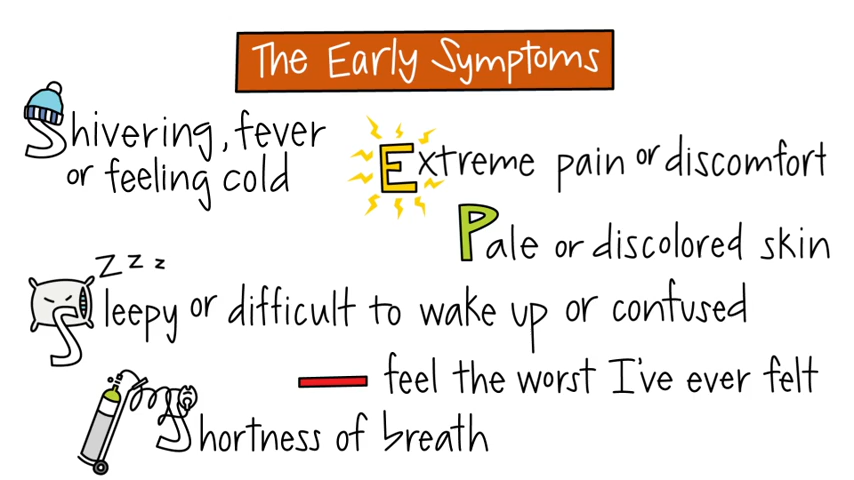 The Early Symptoms
Shivering, fever
or feeling cold
Extreme pain or discomfort
Pale or discolored skin
Z z z
Sleepy or difficult to wake up or confused
feel the worst I've ever felt
Shortness of breath